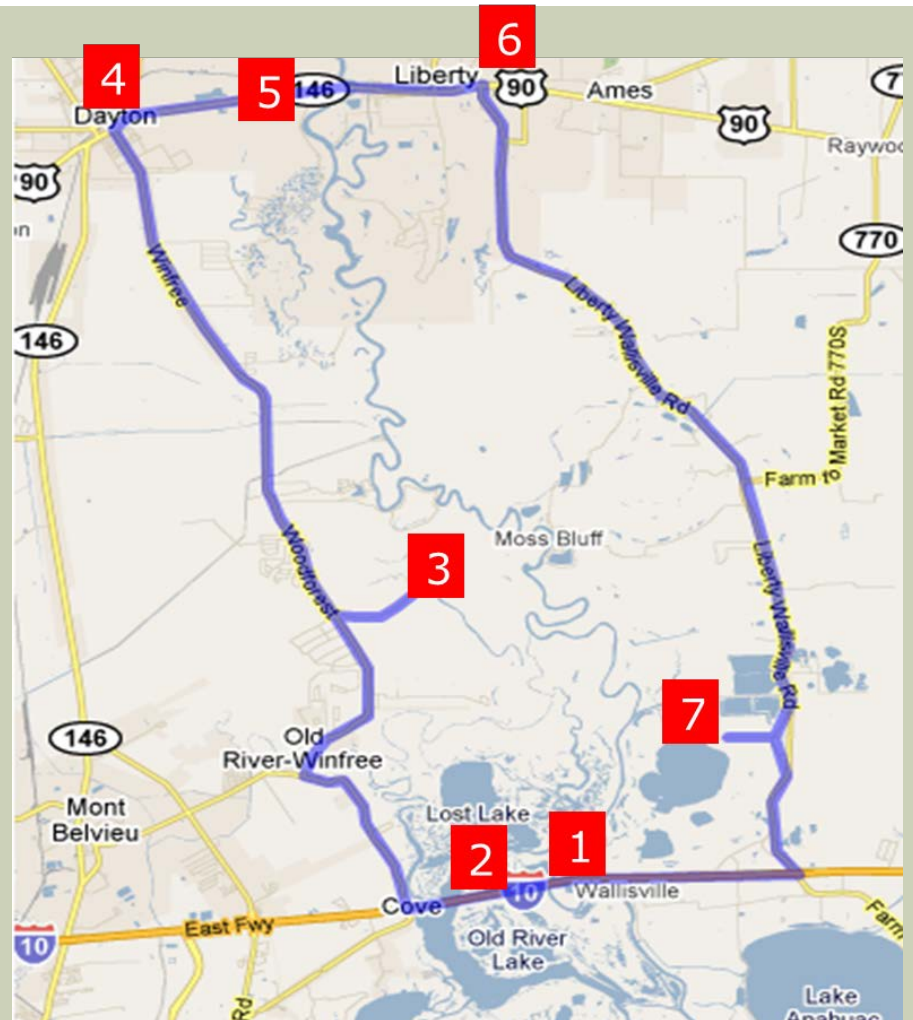 6
4
5
146
Liberty
90
Ames
Dayton
90
90
770
Winfree
Liberty Wallisville Rd
146
Market Rd 770S
Farm to
Moss Bluff
Woodforest
3
Liberty Wallisville Rd
7
146
Old
River-Winfree
Mont
Belvieu
Lost Lake
2
1
10
Wallisville
Cove
East Fwy
10
Old River
Lake
Farm
Rd
Lake